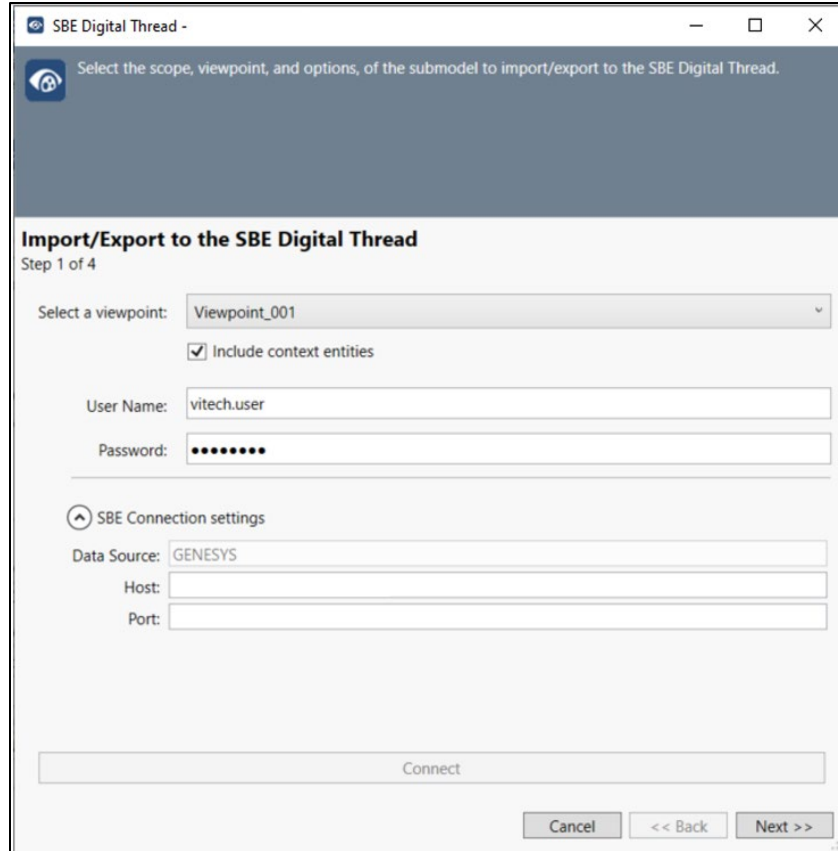 SBE Digital Thread -
Select the scope, viewpoint, and options, of the submodel to import/export to the SBE Digital Thread.
Import/Export to the SBE Digital Thread
Step 1 of 4
Select a viewpoint: Viewpoint_001
Include context entities
User Name: vitech.user
Password: ••••••••
SBE Connection settings
Data Source: GENESYS
Host:
Port:
Connect
Cancel << Back Next >>